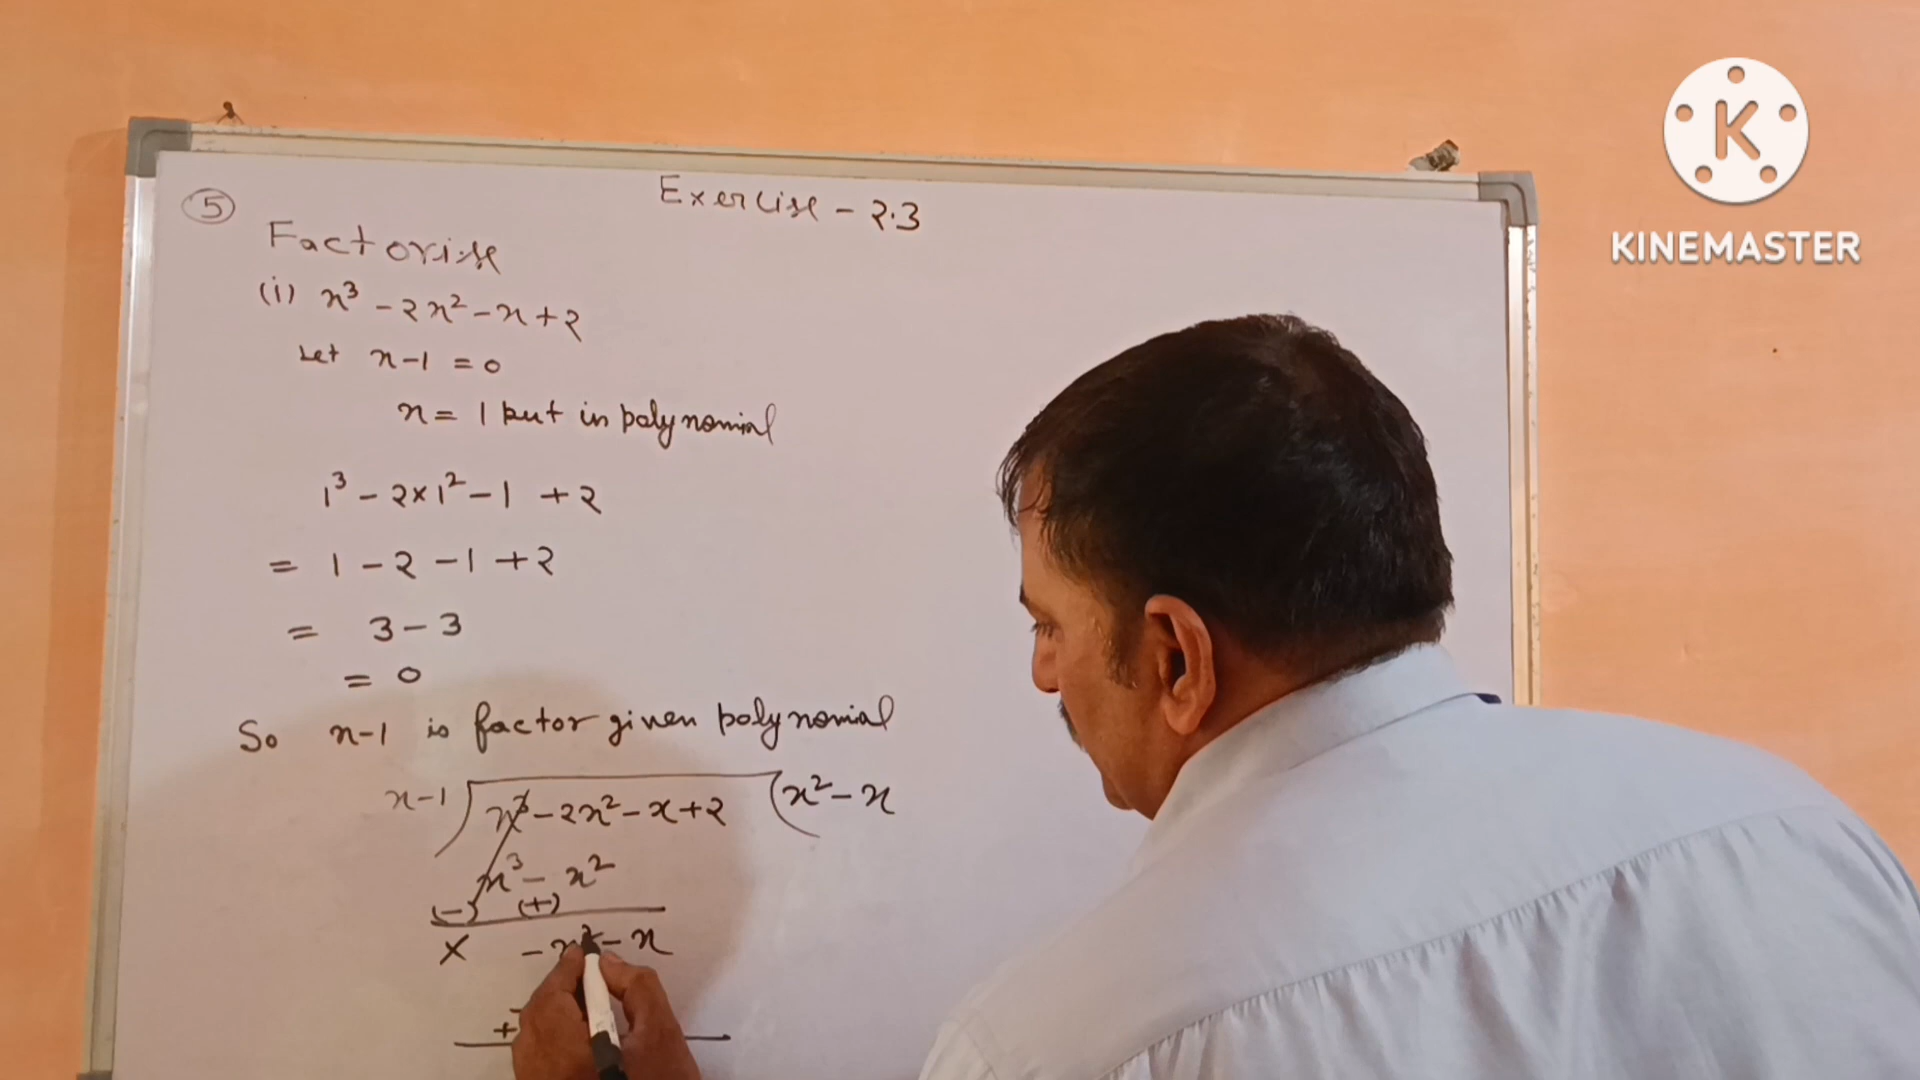 Exercise - 2.3
5
Factorise
(i) x³ - 2x² - x + 2
Let x-1 = 0
x = 1 put in polynomial
1³ - 2×1² - 1 + 2
= 1 - 2 - 1 + 2
= 3 - 3
= 0
So x-1 is factor given polynomial
x-1 ) x³ - 2x² - x + 2 ( x² - x
x³ - x²
(-) (+)
× - x² - x
+
K
KINEMASTER